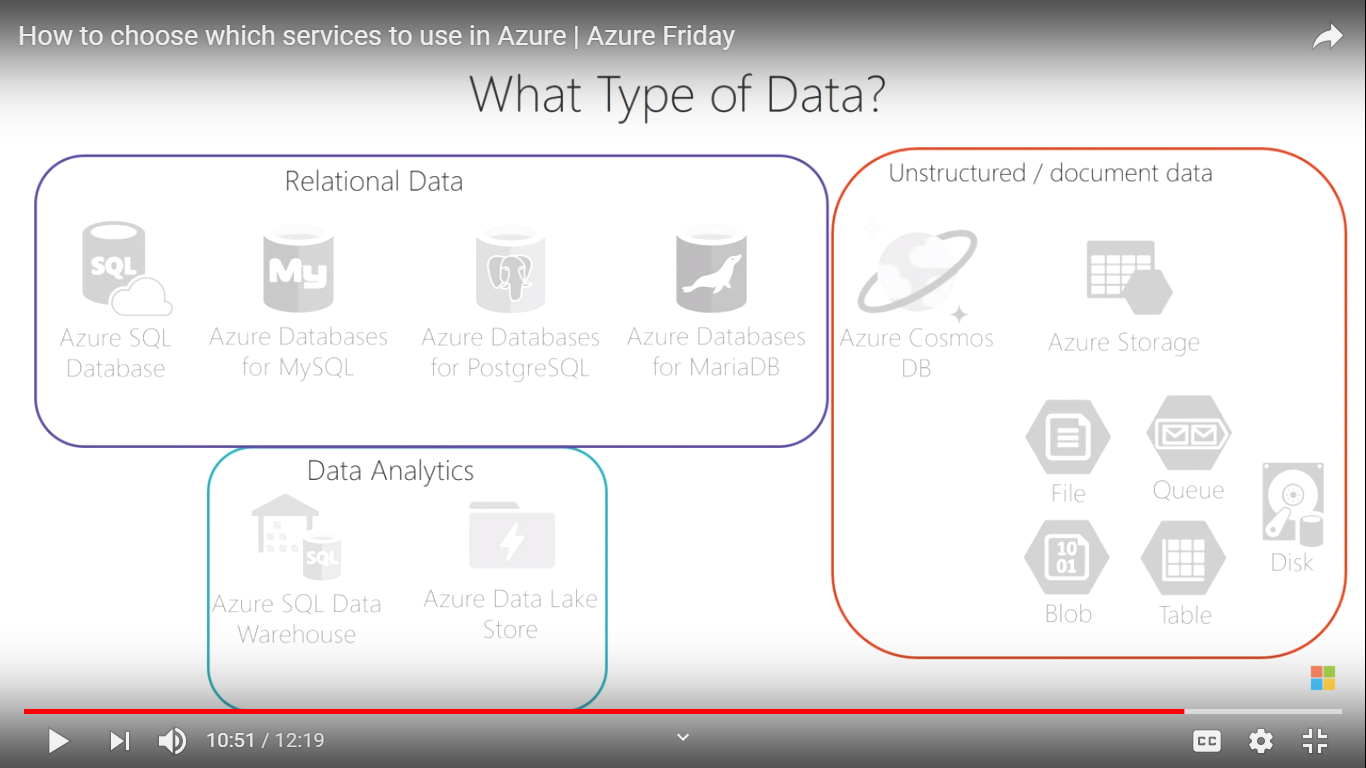 How to choose which services to use in Azure | Azure Friday
What Type of Data?
Relational Data
SQL
Azure SQL
Database
My
Azure Databases
for MySQL
Azure Databases
for PostgreSQL
Azure Databases
for MariaDB
Unstructured / document data
Azure Cosmos
DB
Azure Storage
File
Queue
10
01
Blob
Table
Disk
Data Analytics
SQL
Azure SQL Data
Warehouse
Azure Data Lake
Store
10:51 / 12:19
CC